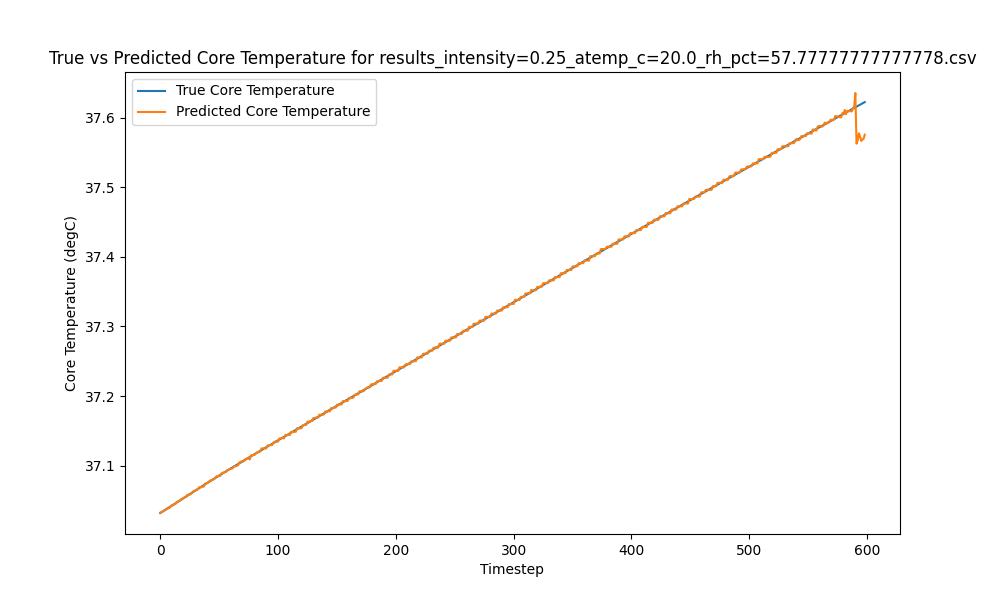 True vs Predicted Core Temperature for results_intensity=0.25_atemp_c=20.0_rh_pct=57.77777777777778.csv
True Core Temperature
Predicted Core Temperature
37.6
37.5
37.4
37.3
37.2
37.1
Core Temperature (degC)
0 100 200 300 400 500 600
Timestep